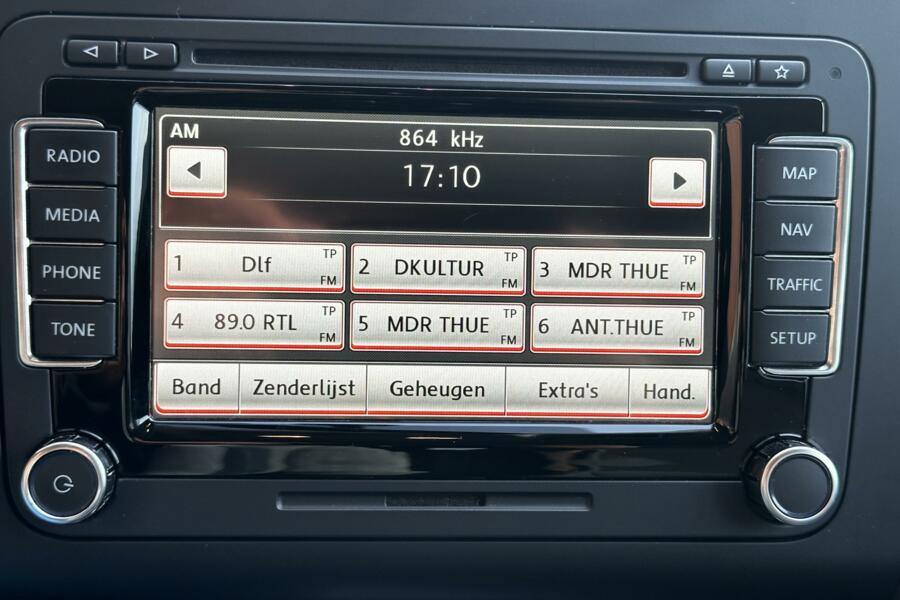 AM
864 kHz
17:10
1 Dlf TP FM
2 DKULTUR TP FM
3 MDR THUE TP FM
4 89.0 RTL TP FM
5 MDR THUE TP FM
6 ANT.THUE TP FM
Band Zenderlijst Geheugen Extra's Hand.
RADIO
MEDIA
PHONE
TONE
MAP
NAV
TRAFFIC
SETUP